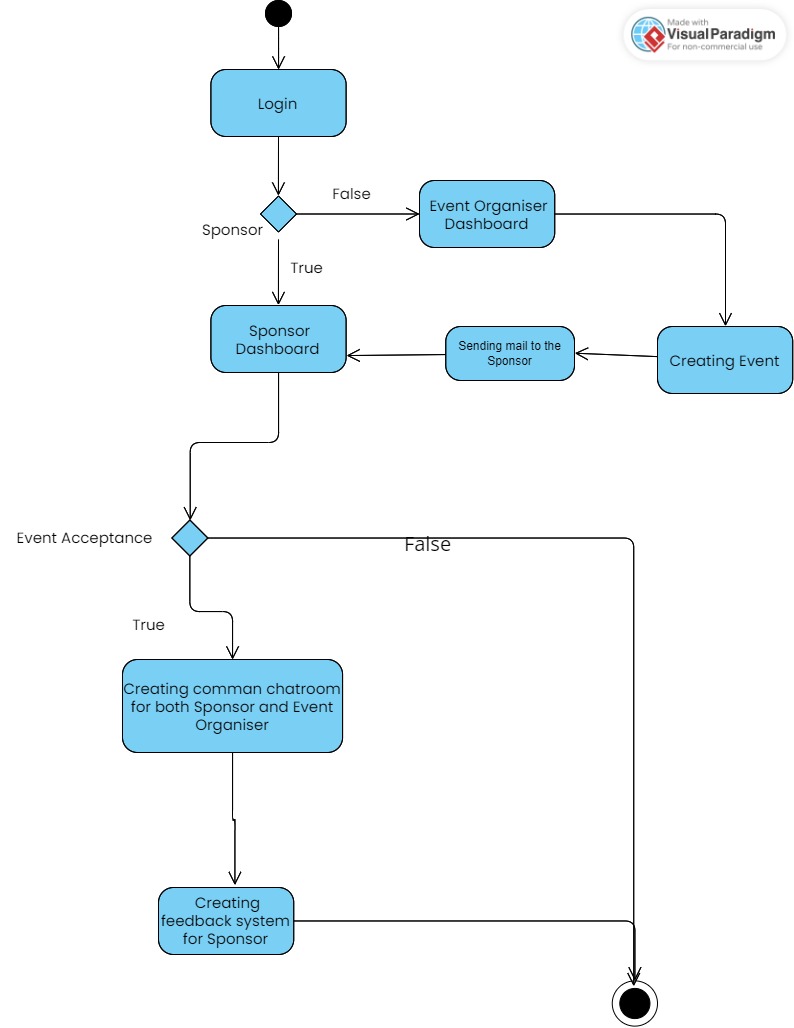 Made with
Visual Paradigm
For non-commercial use
Login
False
Sponsor
Event Organiser
Dashboard
True
Sponsor
Dashboard
Sending mail to the
Sponsor
Creating Event
Event Acceptance
False
True
Creating comman chatroom
for both Sponsor and Event
Organiser
Creating
feedback system
for Sponsor